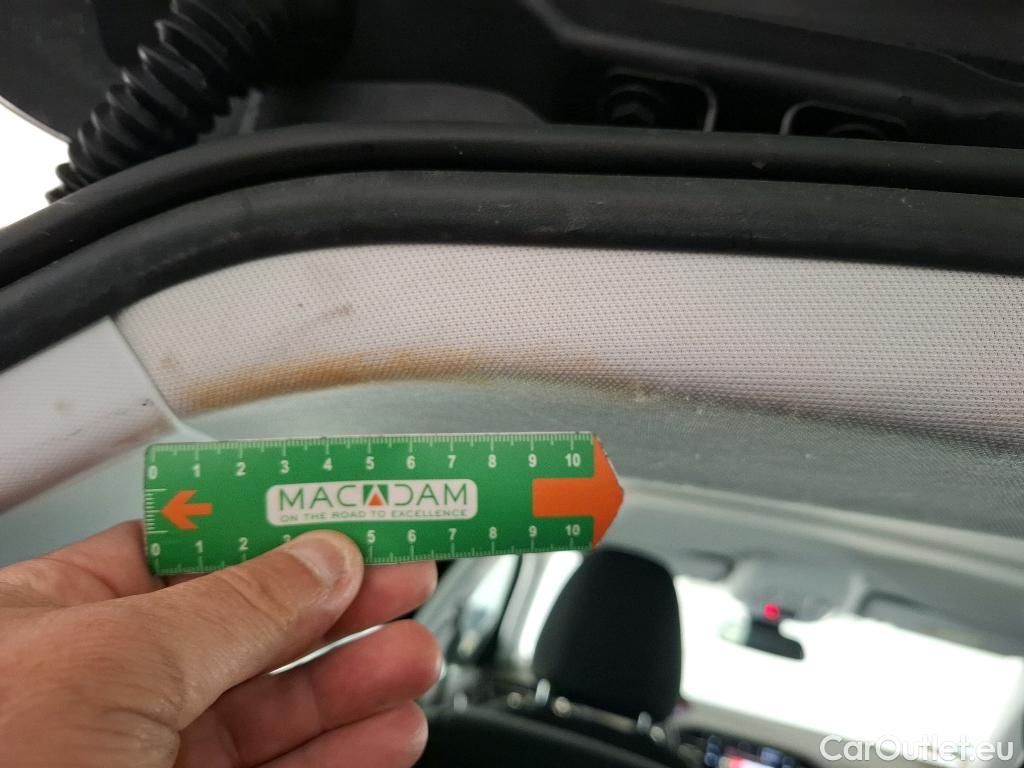 0 1 2 3 4 5 6 7 8 9 10
MACADAM
ON THE ROAD TO EXCELLENCE
0 1 2 3 5 6 7 8 9 10
CarOutlet.eu